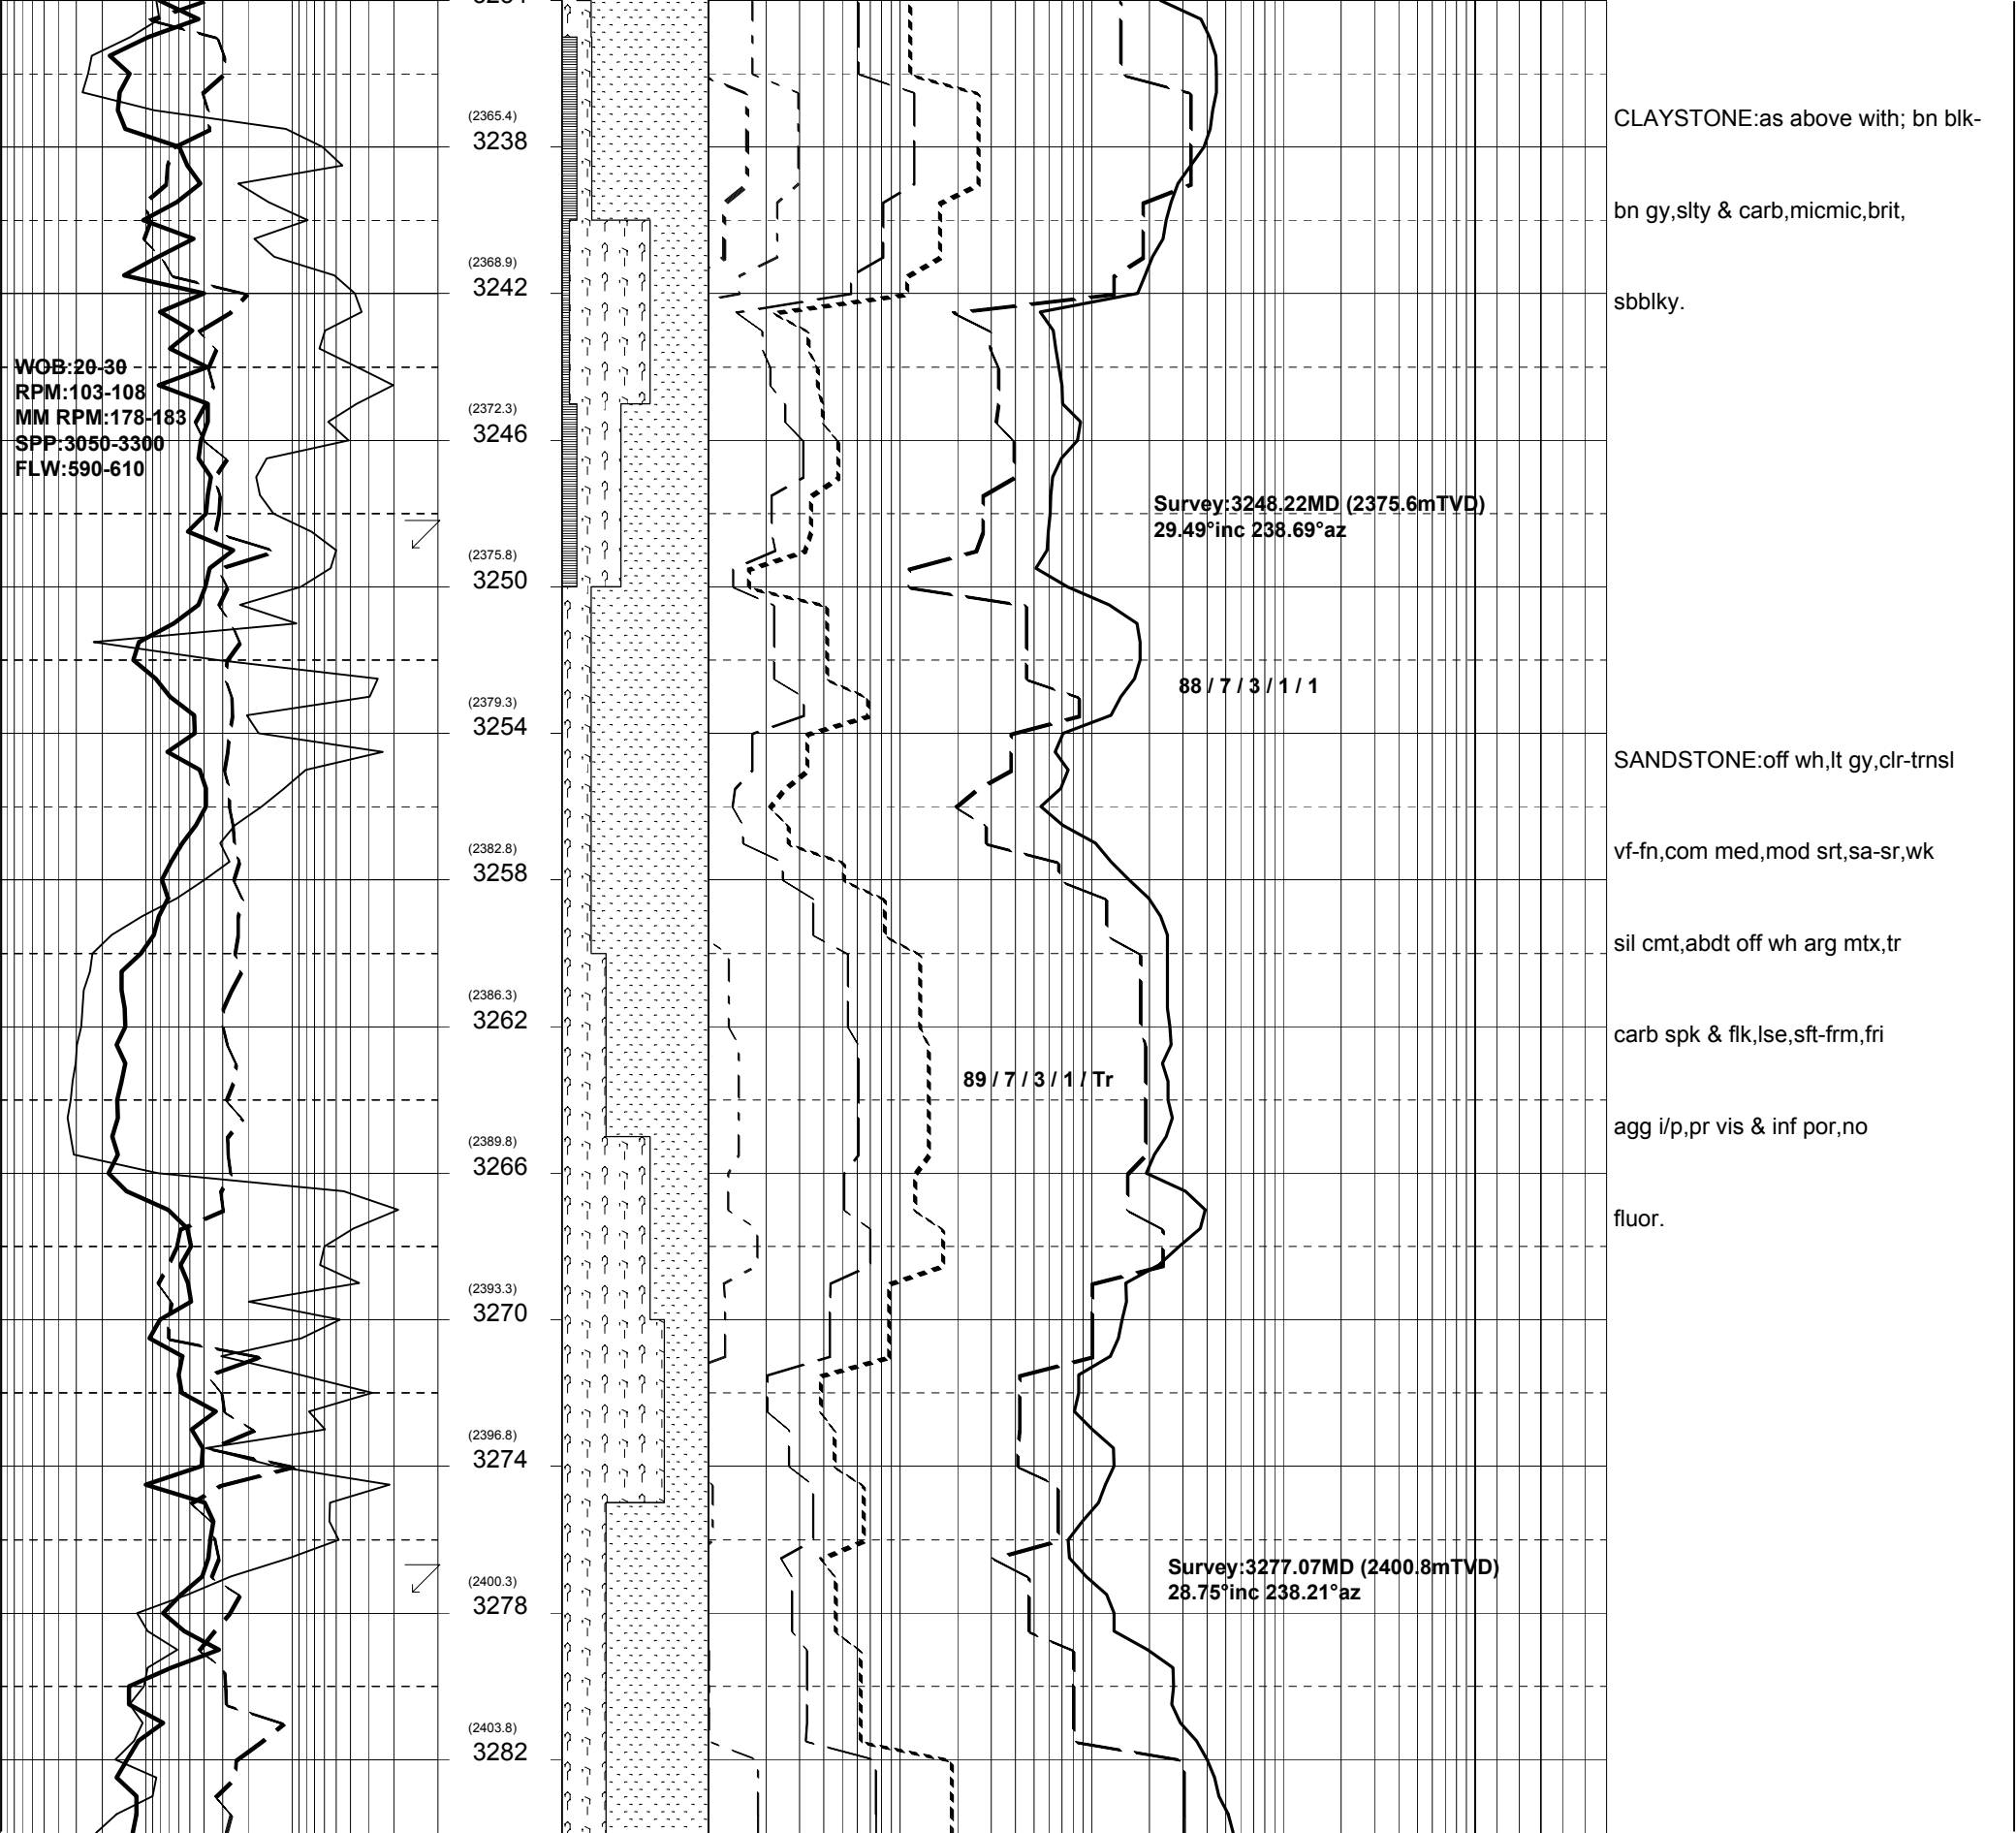 (2365.4)
3238
CLAYSTONE:as above with; bn blk-
bn gy,slty & carb,micmic,brit,
(2368.9)
3242
sbblky.
WOB:20-30
RPM:103-108
MM RPM:178-183
SPP:3050-3300
FLW:590-610
(2372.3)
3246
Survey:3248.22MD (2375.6mTVD)
29.49°inc 238.69°az
(2375.8)
3250
88 / 7 / 3 / 1 / 1
(2379.3)
3254
SANDSTONE:off wh,lt gy,clr-trnsl
(2382.8)
3258
vf-fn,com med,mod srt,sa-sr,wk
sil cmt,abdt off wh arg mtx,tr
(2386.3)
3262
carb spk & flk,lse,sft-frm,fri
89 / 7 / 3 / 1 / Tr
agg i/p,pr vis & inf por,no
(2389.8)
3266
fluor.
(2393.3)
3270
(2396.8)
3274
Survey:3277.07MD (2400.8mTVD)
28.75°inc 238.21°az
(2400.3)
3278
(2403.8)
3282